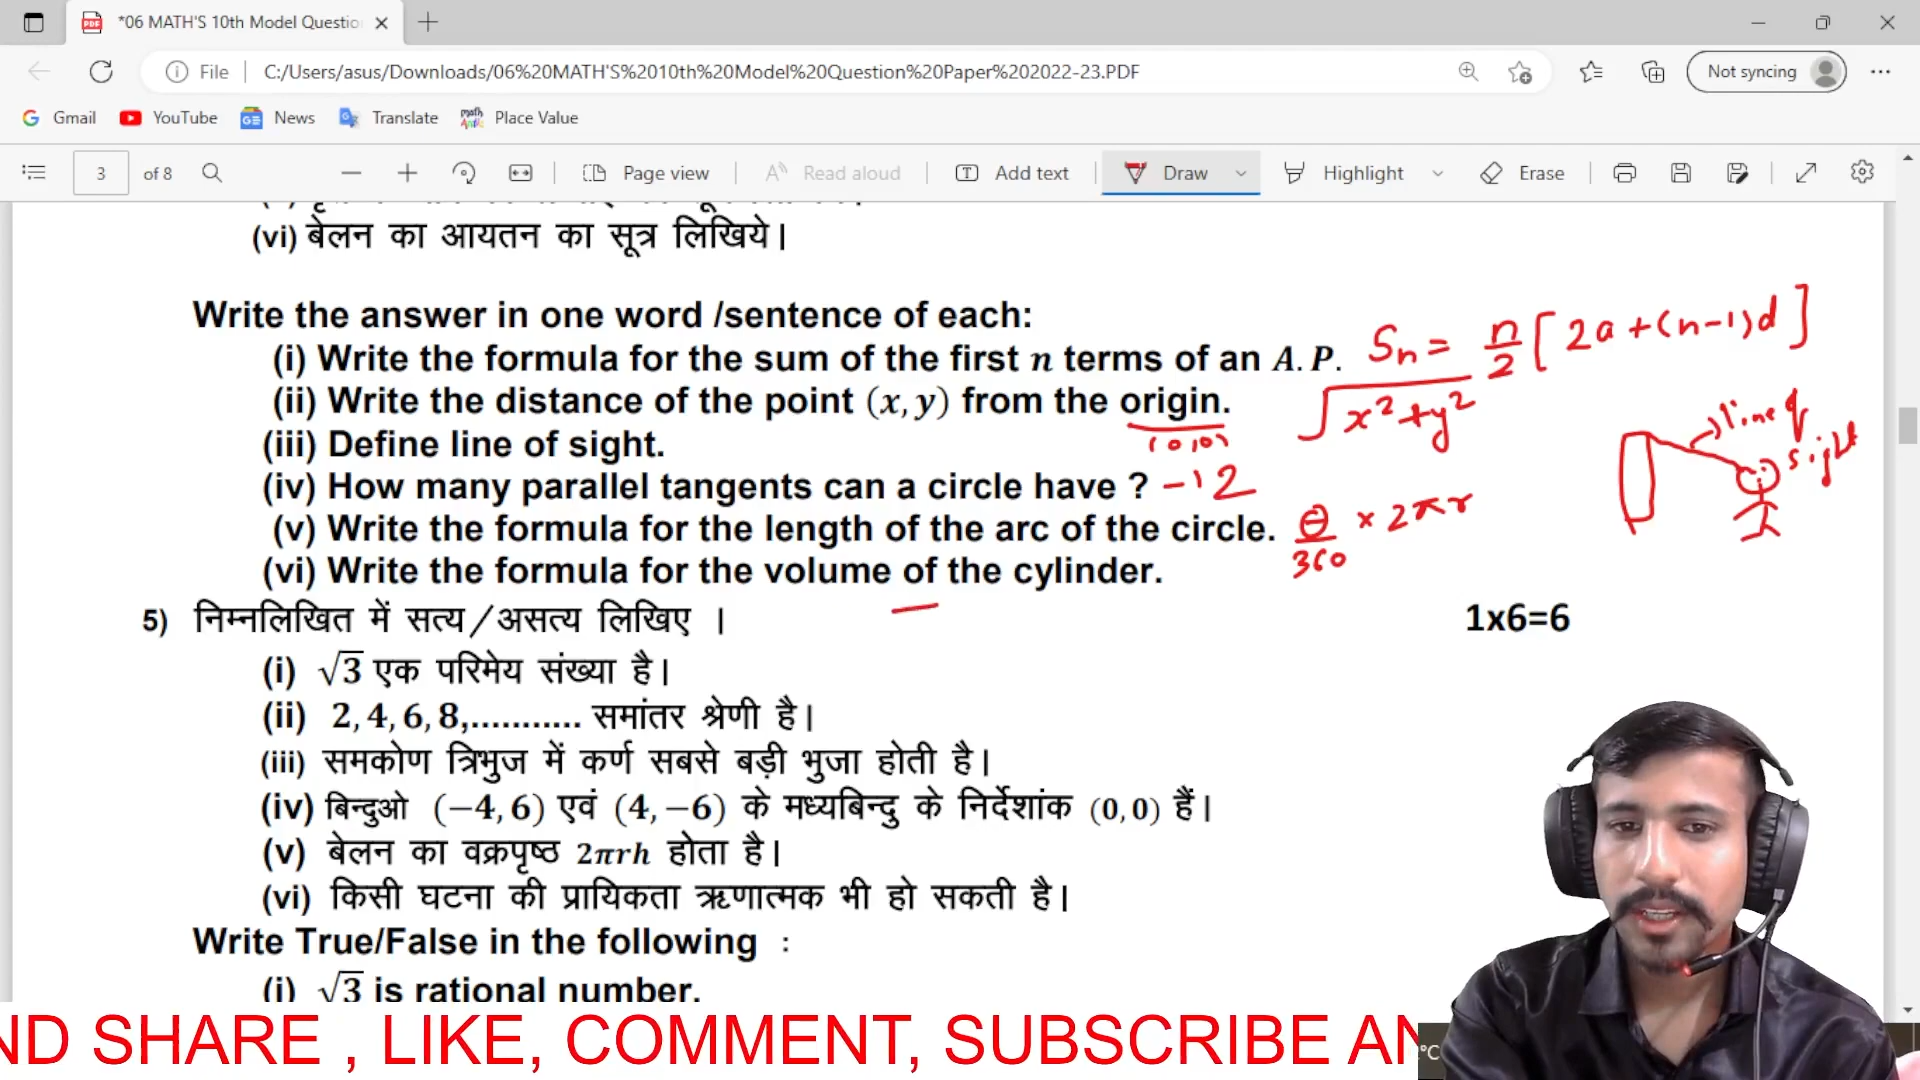 *06 MATH'S 10th Model Questio
File C:/Users/asus/Downloads/06%20MATH'S%2010th%20Model%20Question%20Paper%202022-23.PDF Not syncing
Gmail YouTube News Translate Place Value
3 of 8 Page view Read aloud Add text Draw Highlight Erase
(vi) बेलन का आयतन का सूत्र लिखिये।
Write the answer in one word /sentence of each:
(i) Write the formula for the sum of the first n terms of an A.P. Sn = n/2 [2a+(n-1)d]
(ii) Write the distance of the point (x,y) from the origin. √x²+y²
(0,0)
line of sight
(iii) Define line of sight.
(iv) How many parallel tangents can a circle have ? -12
(v) Write the formula for the length of the arc of the circle. θ/360 × 2πr
(vi) Write the formula for the volume of the cylinder.
5) निम्नलिखित में सत्य/असत्य लिखिए । 1x6=6
(i) √3 एक परिमेय संख्या है।
(ii) 2, 4, 6, 8,........... समांतर श्रेणी है।
(iii) समकोण त्रिभुज में कर्ण सबसे बड़ी भुजा होती है।
(iv) बिन्दुओ (−4, 6) एवं (4, −6) के मध्यबिन्दु के निर्देशांक (0, 0) हैं।
(v) बेलन का वक्रपृष्ठ 2πrh होता है।
(vi) किसी घटना की प्रायिकता ऋणात्मक भी हो सकती है।
Write True/False in the following :
(i) √3 is rational number.
ND SHARE , LIKE, COMMENT, SUBSCRIBE AN
°C